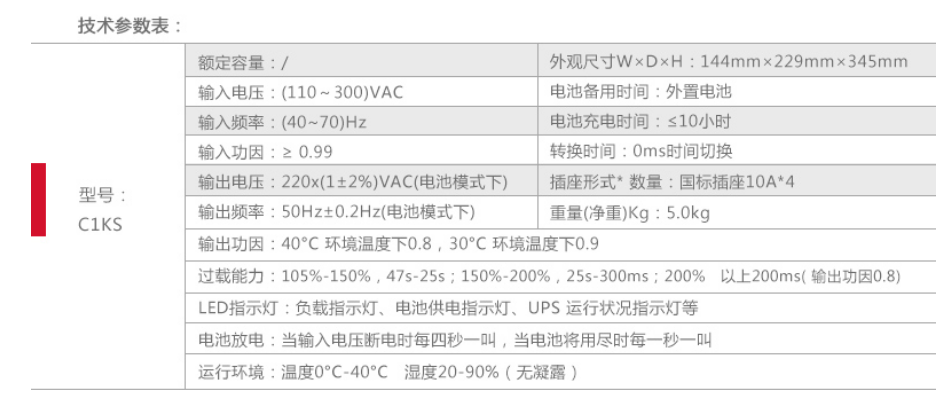 技术参数表：
型号：
C1KS
额定容量：/
外观尺寸W×D×H：144mm×229mm×345mm
输入电压：(110～300)VAC
电池备用时间：外置电池
输入频率：(40~70)Hz
电池充电时间：≤10小时
输入功因：≥ 0.99
转换时间：0ms时间切换
输出电压：220x(1±2%)VAC(电池模式下)
插座形式* 数量：国标插座10A*4
输出频率：50Hz±0.2Hz(电池模式下)
重量(净重)Kg：5.0kg
输出功因：40°C 环境温度下0.8，30°C 环境温度下0.9
过载能力：105%-150%，47s-25s；150%-200%，25s-300ms；200% 以上200ms( 输出功因0.8)
LED指示灯：负载指示灯、电池供电指示灯、UPS 运行状况指示灯等
电池放电：当输入电压断电时每四秒一叫，当电池将用尽时每一秒一叫
运行环境：温度0°C-40°C 湿度20-90%（无凝露）